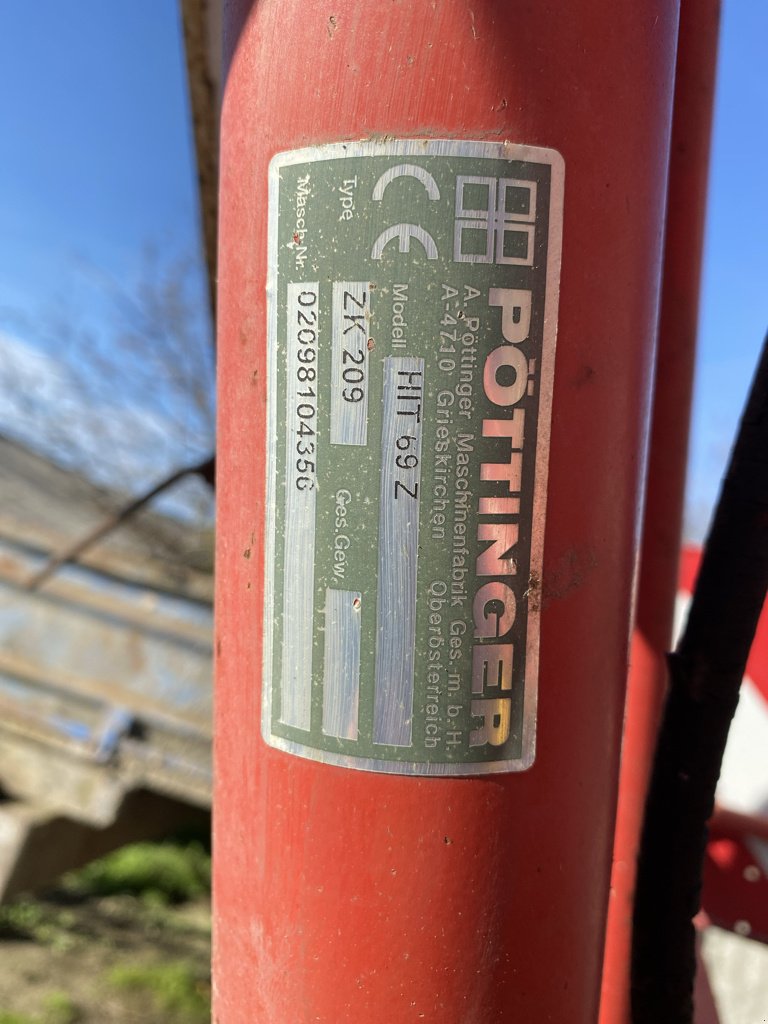 PÖTTINGER
A. Pöttinger Maschinenfabrik Ges. m. b. H.
A-4710 Grieskirchen Oberösterreich
CE Modell HIT 69 Z
Type ZK 209 Ges.Gew.
Masch.Nr. 02098104356